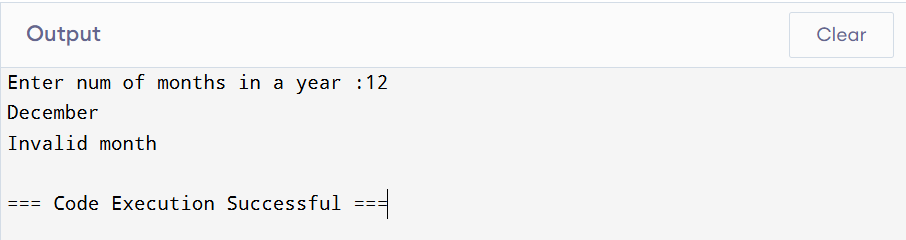 Output
Clear
Enter num of months in a year :12
December
Invalid month
=== Code Execution Successful ===